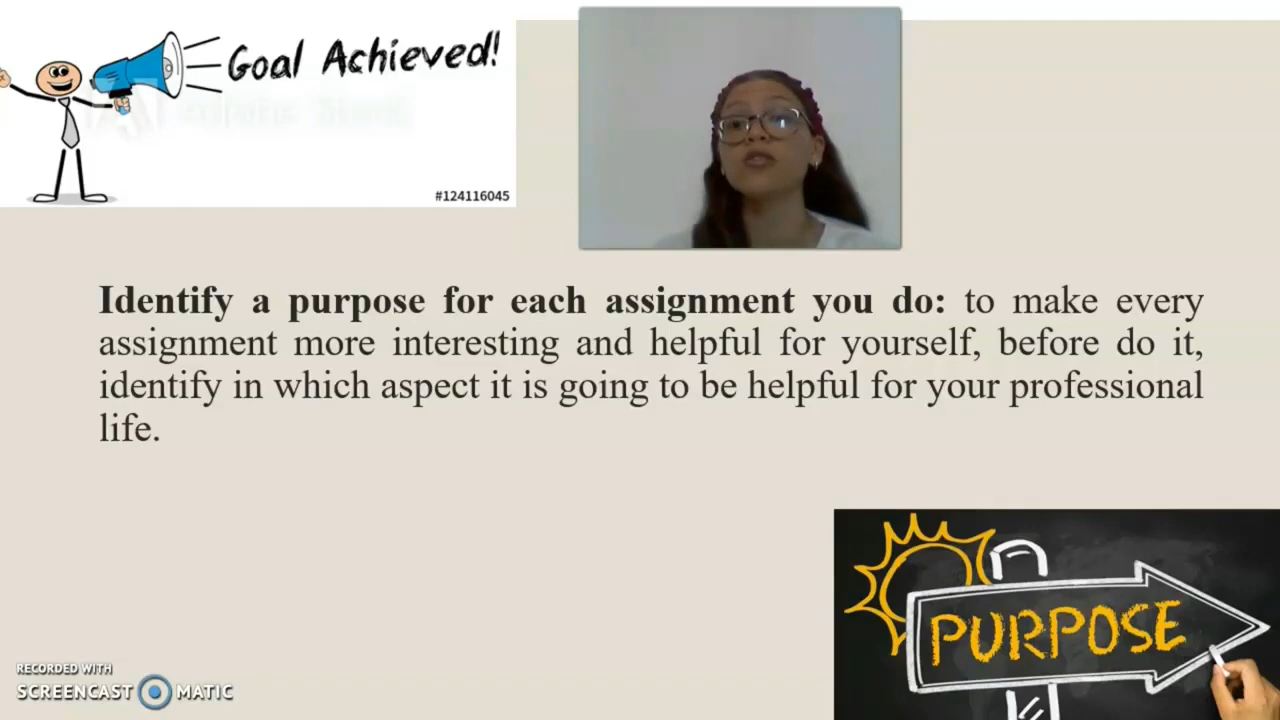 Goal Achieved!
#124116045
Identify a purpose for each assignment you do: to make every
assignment more interesting and helpful for yourself, before do it,
identify in which aspect it is going to be helpful for your professional
life.
PURPOSE
RECORDED WITH
SCREENCAST MATIC